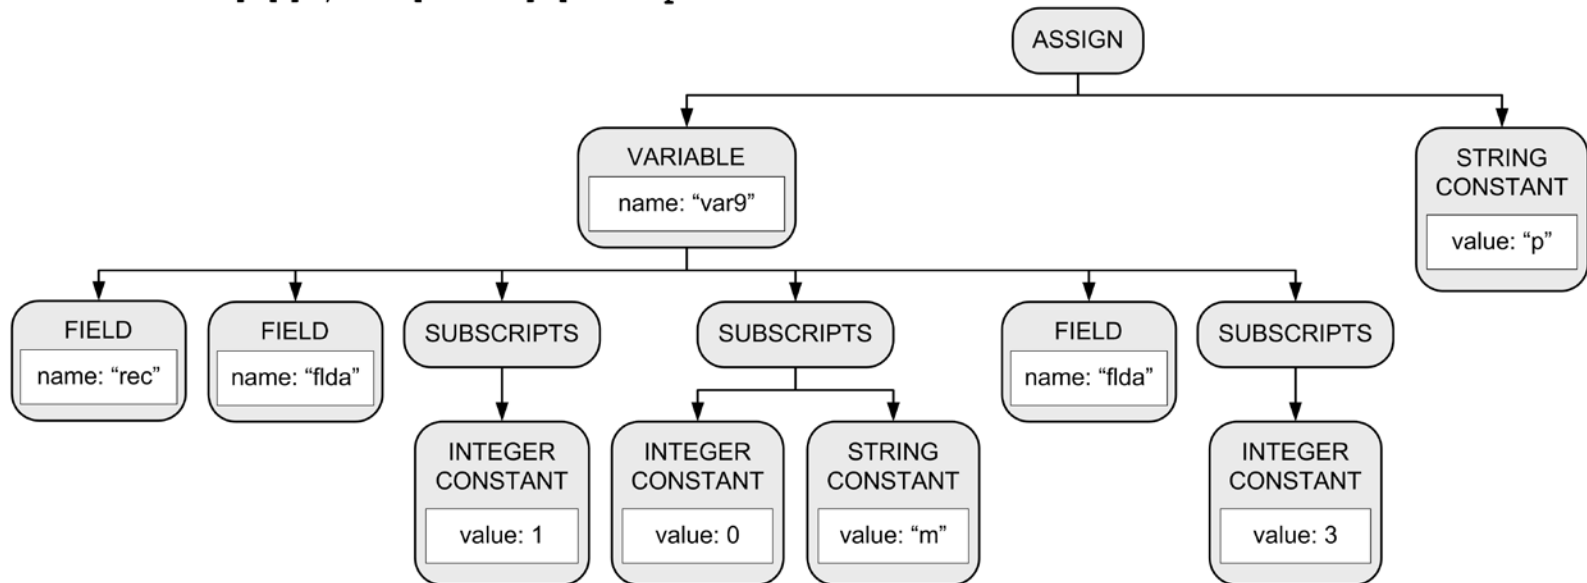 ASSIGN
VARIABLE
name: “var9”
STRING
CONSTANT
value: “p”
FIELD
name: “rec”
FIELD
name: “flda”
SUBSCRIPTS
SUBSCRIPTS
FIELD
name: “flda”
SUBSCRIPTS
INTEGER
CONSTANT
value: 1
INTEGER
CONSTANT
value: 0
STRING
CONSTANT
value: “m”
INTEGER
CONSTANT
value: 3